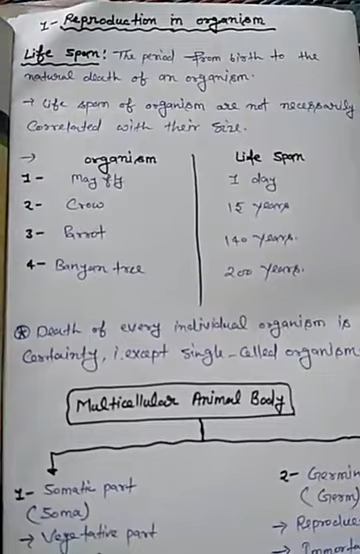 1- Reproduction in organism
Life Span: The period from birth to the
natural death of an organism.
→ Life span of organism are not necessarily
Correlated with their size.
→ organism Life Span
1- May fly 1 day
2- Crow 15 years
3- Parrot 140 years.
4- Banyan tree 200 years.
Death of every individual organism is
Certainty, i.except single-celled organism
Multicellular Animal Body
1- Somatic part 2- Germin
(Soma) (Germ)
→ Vegetative part → Reproduc
→ Immorta